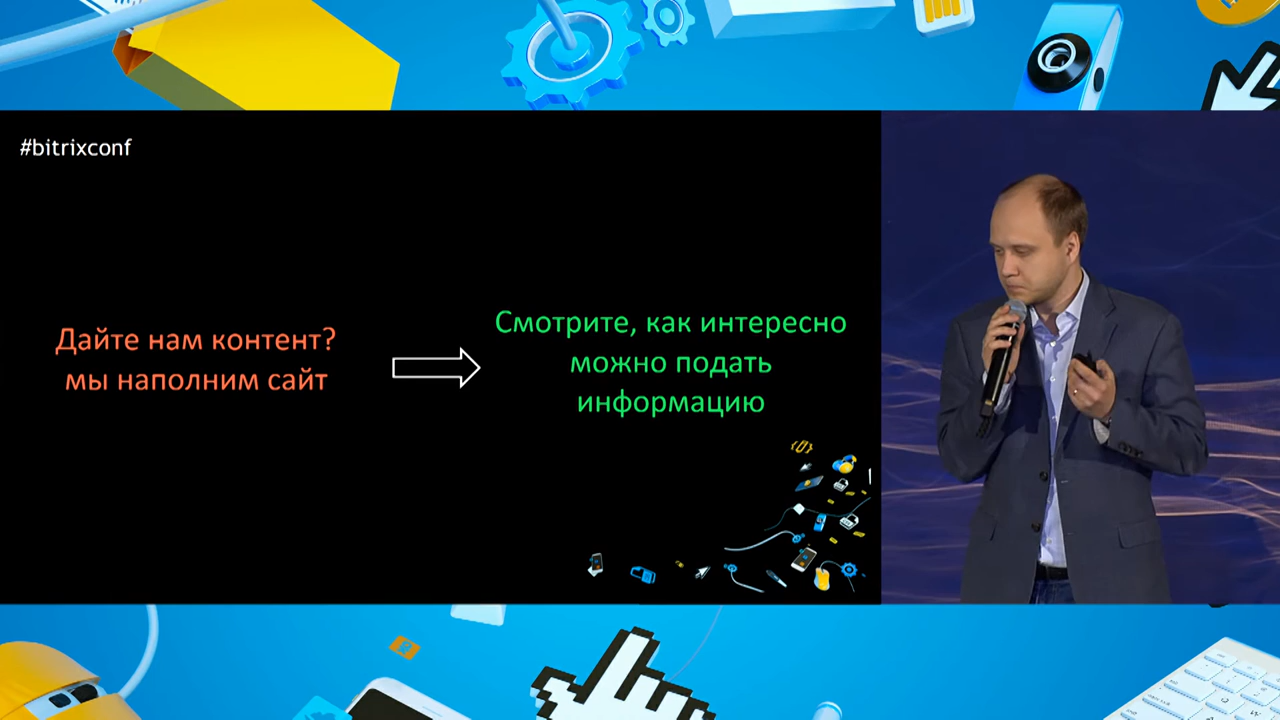 #bitrixconf
Дайте нам контент?
мы наполним сайт
Смотрите, как интересно
можно подать
информацию